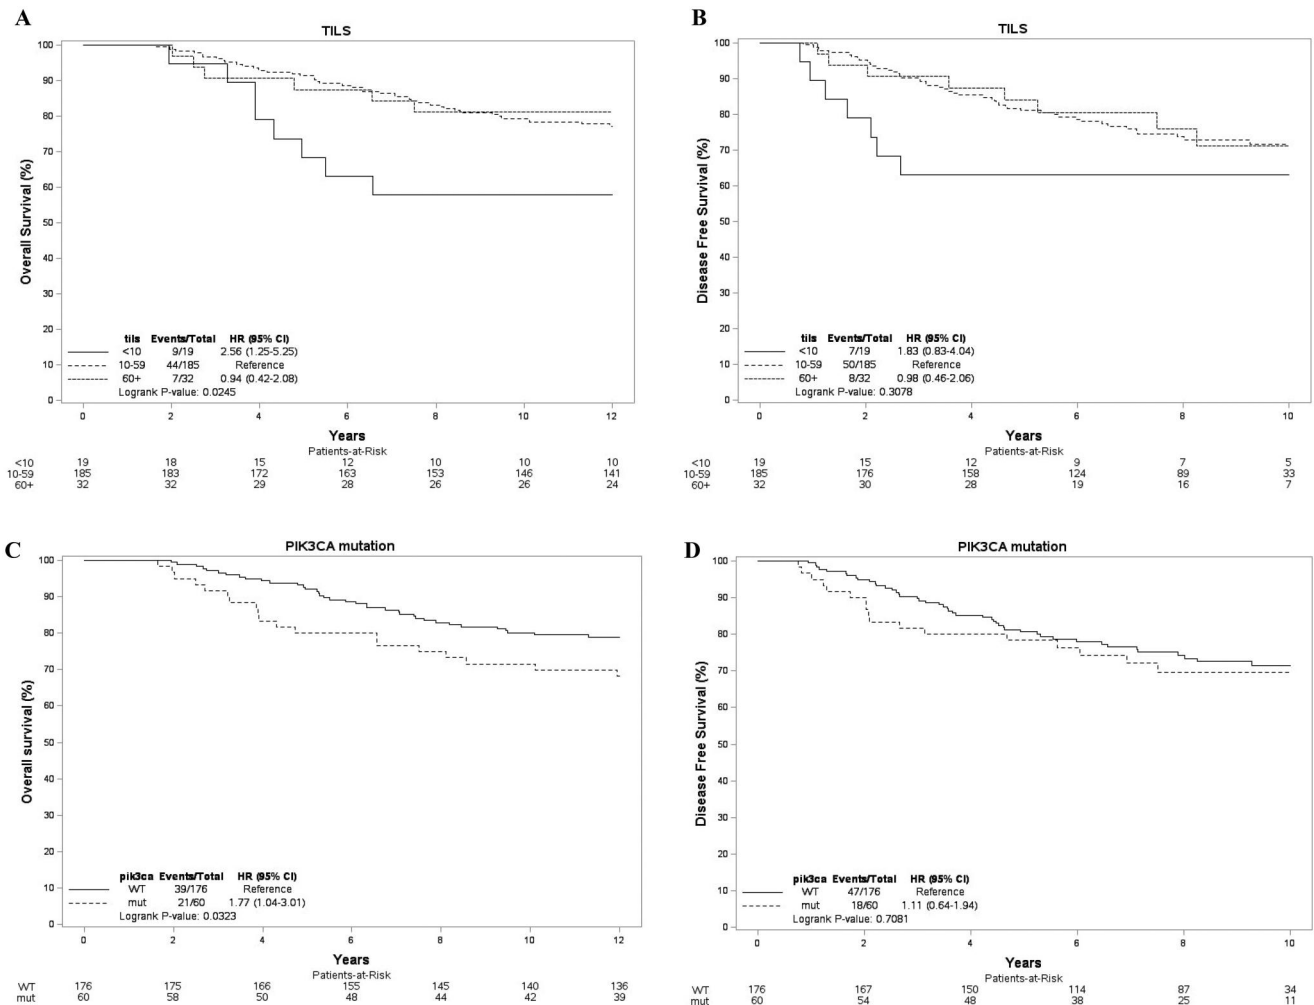 A
TILS
Overall Survival (%)
100
90
80
70
60
50
40
30
20
10
0
tils Events/Total HR (95% CI)
<10 9/19 2.56 (1.25-5.25)
10-59 44/185 Reference
60+ 7/32 0.94 (0.42-2.08)
Logrank P-value: 0.0245
0 2 4 6 8 10 12
Years
Patients-at-Risk
<10 19 18 15 12 10 10 10
10-59 185 183 172 163 153 146 141
60+ 32 32 29 28 26 26 24
B
TILS
Disease Free Survival (%)
100
90
80
70
60
50
40
30
20
10
0
tils Events/Total HR (95% CI)
<10 7/19 1.83 (0.83-4.04)
10-59 50/185 Reference
60+ 8/32 0.98 (0.46-2.06)
Logrank P-value: 0.3078
0 2 4 6 8 10
Years
Patients-at-Risk
<10 19 15 12 9 7 5
10-59 185 176 158 124 89 33
60+ 32 30 28 19 16 7
C
PIK3CA mutation
Overall survival (%)
100
90
80
70
60
50
40
30
20
10
0
pik3ca Events/Total HR (95% CI)
WT 39/176 Reference
mut 21/60 1.77 (1.04-3.01)
Logrank P-value: 0.0323
0 2 4 6 8 10 12
Years
Patients-at-Risk
WT 176 175 166 155 145 140 136
mut 60 58 50 48 44 42 39
D
PIK3CA mutation
Disease Free Survival (%)
100
90
80
70
60
50
40
30
20
10
0
pik3ca Events/Total HR (95% CI)
WT 47/176 Reference
mut 18/60 1.11 (0.64-1.94)
Logrank P-value: 0.7081
0 2 4 6 8 10
Years
Patients-at-Risk
WT 176 167 150 114 87 34
mut 60 54 48 38 25 11